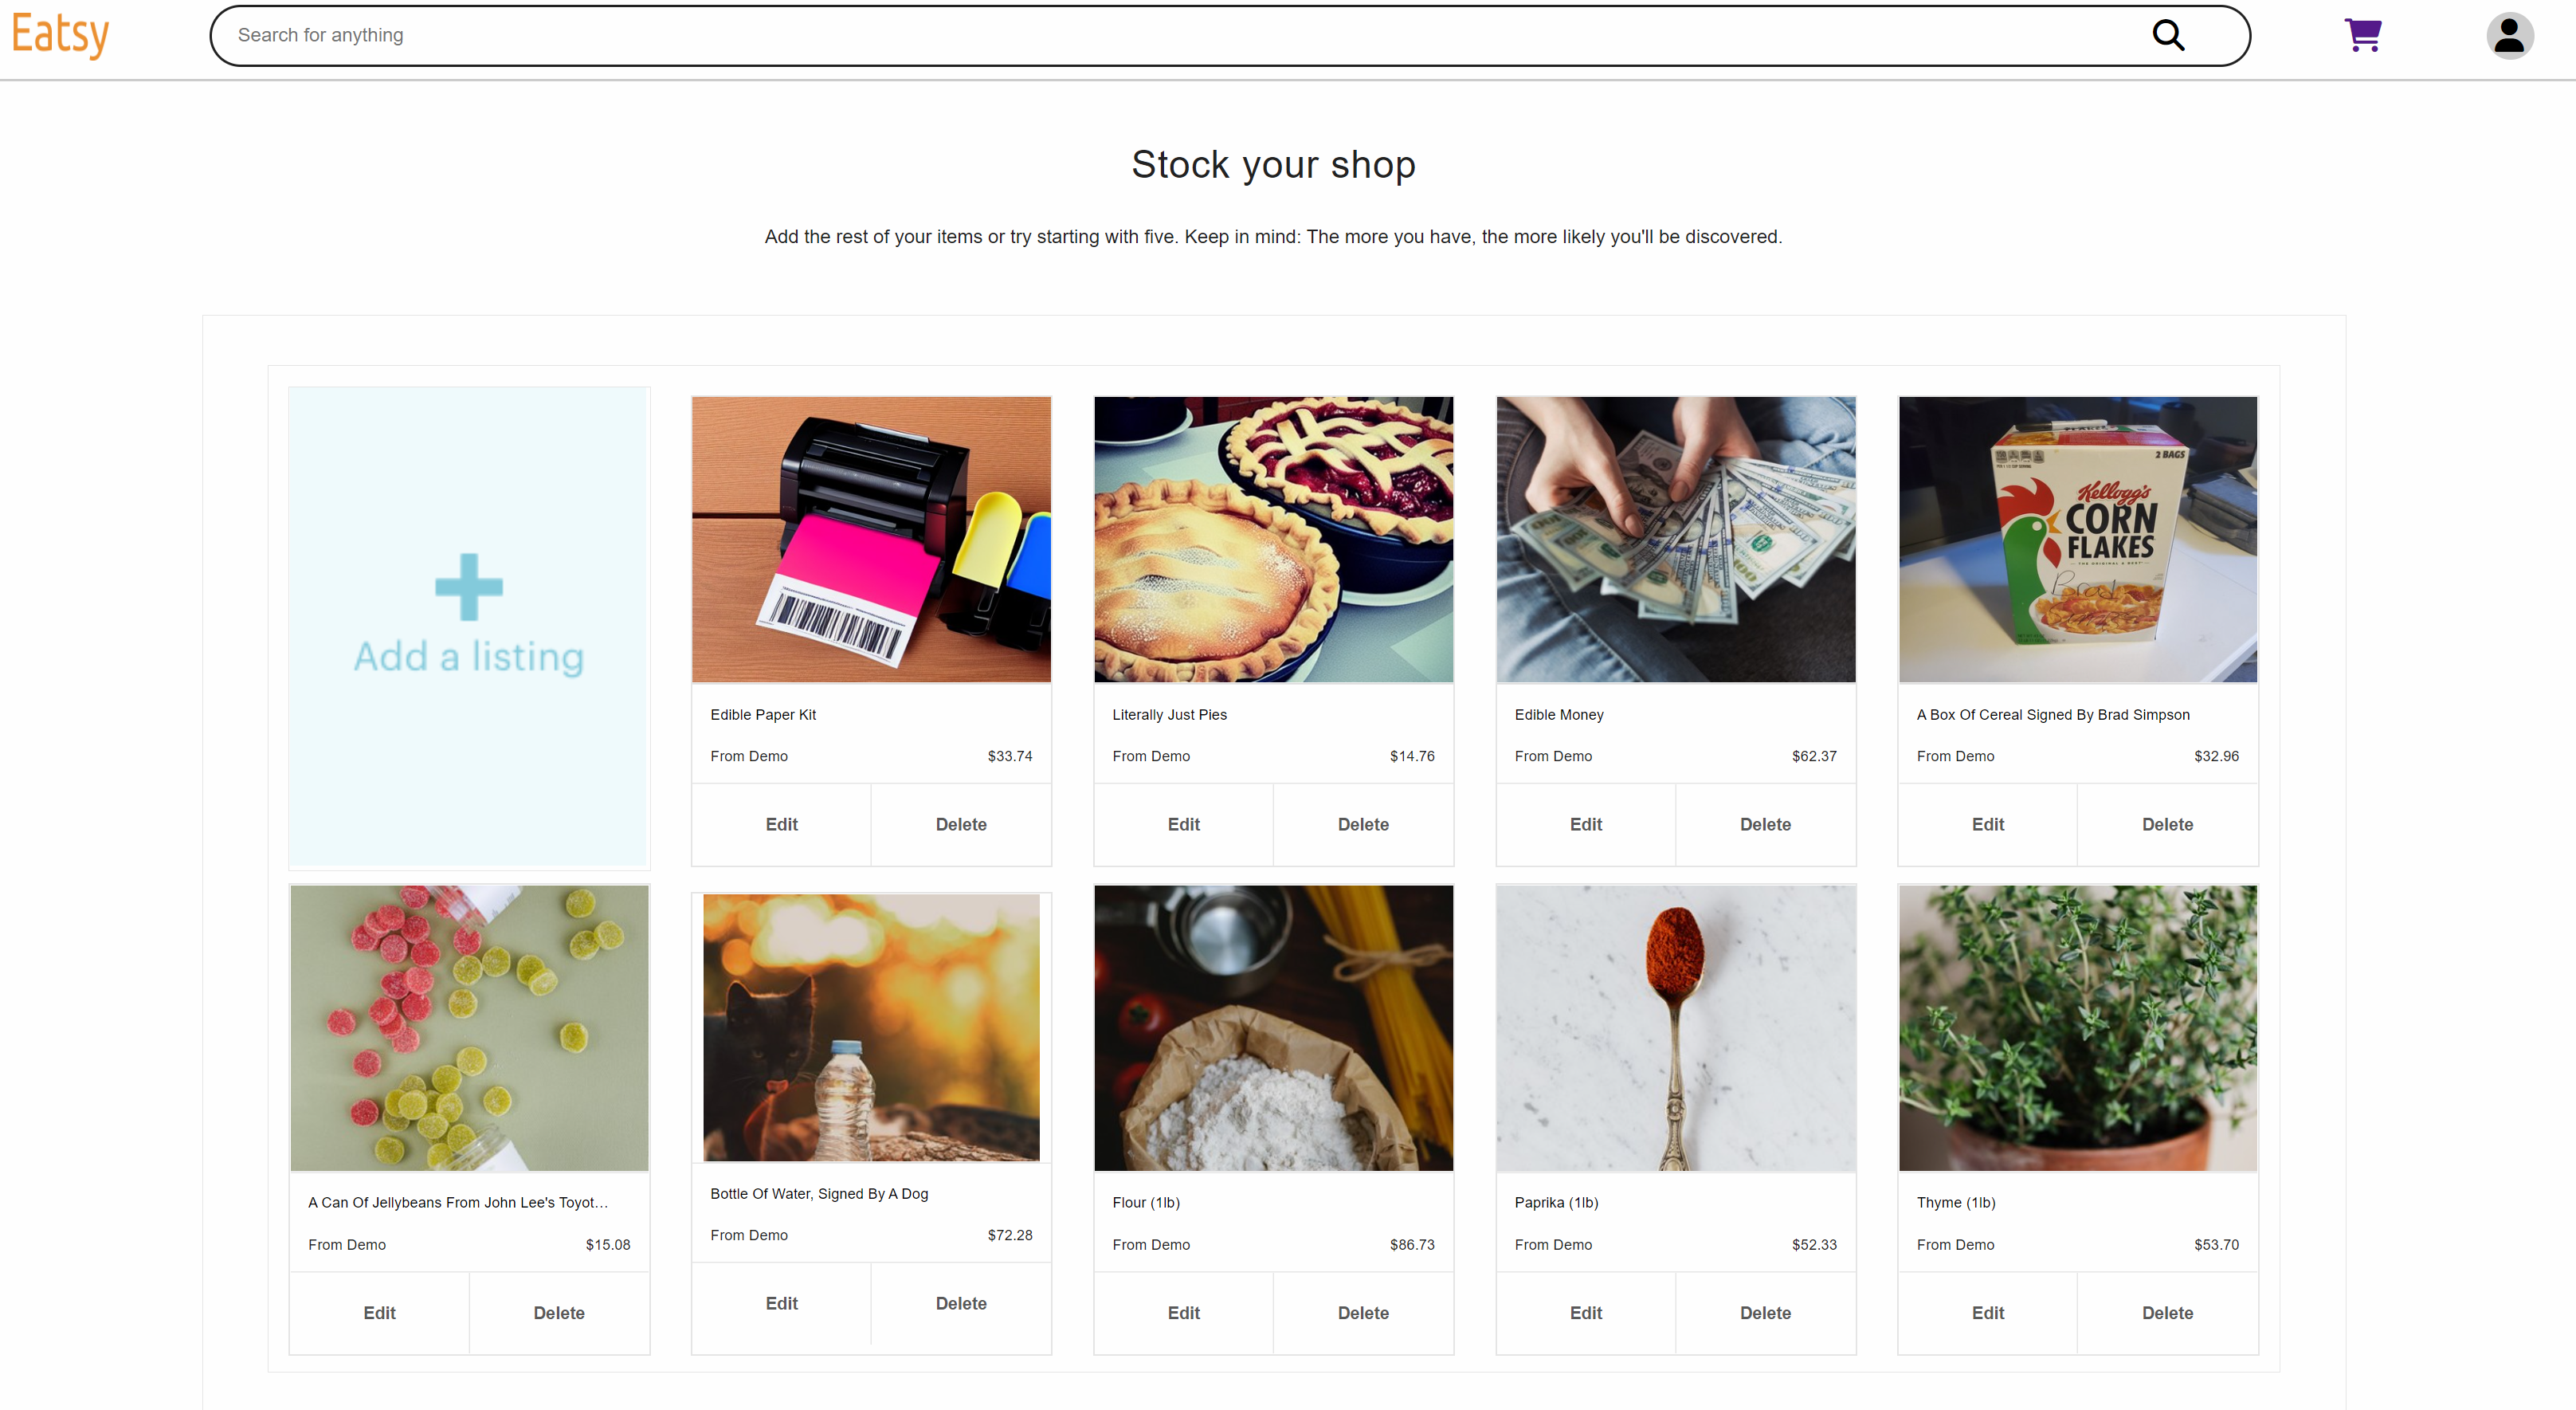 Eatsy
Search for anything
Stock your shop
Add the rest of your items or try starting with five. Keep in mind: The more you have, the more likely you'll be discovered.
Add a listing
2 BAGS
Kellogg's
CORN
FLAKES
THE ORIGINAL & BEST
Brad
Edible Paper Kit
From Demo
$33.74
Edit
Delete
Literally Just Pies
From Demo
$14.76
Edit
Delete
Edible Money
From Demo
$62.37
Edit
Delete
A Box Of Cereal Signed By Brad Simpson
From Demo
$32.96
Edit
Delete
A Can Of Jellybeans From John Lee's Toyot…
From Demo
$15.08
Edit
Delete
Bottle Of Water, Signed By A Dog
From Demo
$72.28
Edit
Delete
Flour (1lb)
From Demo
$86.73
Edit
Delete
Paprika (1lb)
From Demo
$52.33
Edit
Delete
Thyme (1lb)
From Demo
$53.70
Edit
Delete